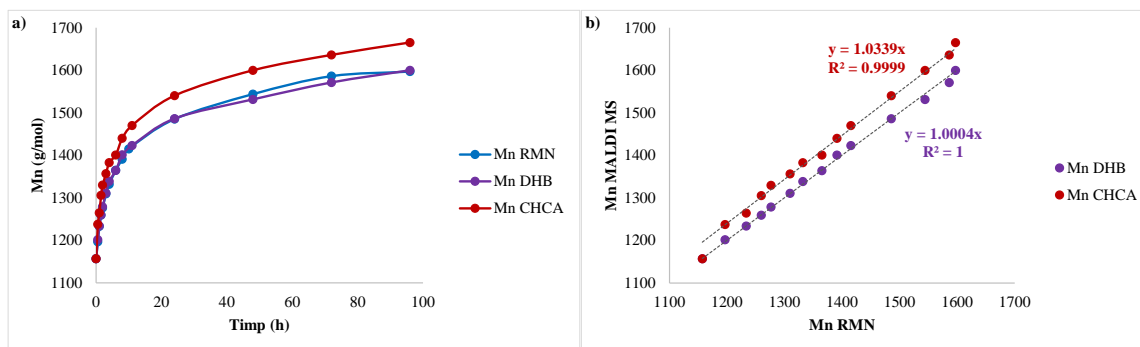 a)
1700
1600
1500
1400
1300
1200
1100
Mn (g/mol)
0
20
40
60
80
100
Timp (h)
Mn RMN
Mn DHB
Mn CHCA
b)
1700
1600
1500
1400
1300
1200
1100
Mn MALDI MS
1100
1200
1300
1400
1500
1600
1700
Mn RMN
y = 1.0339x
R² = 0.9999
y = 1.0004x
R² = 1
Mn DHB
Mn CHCA